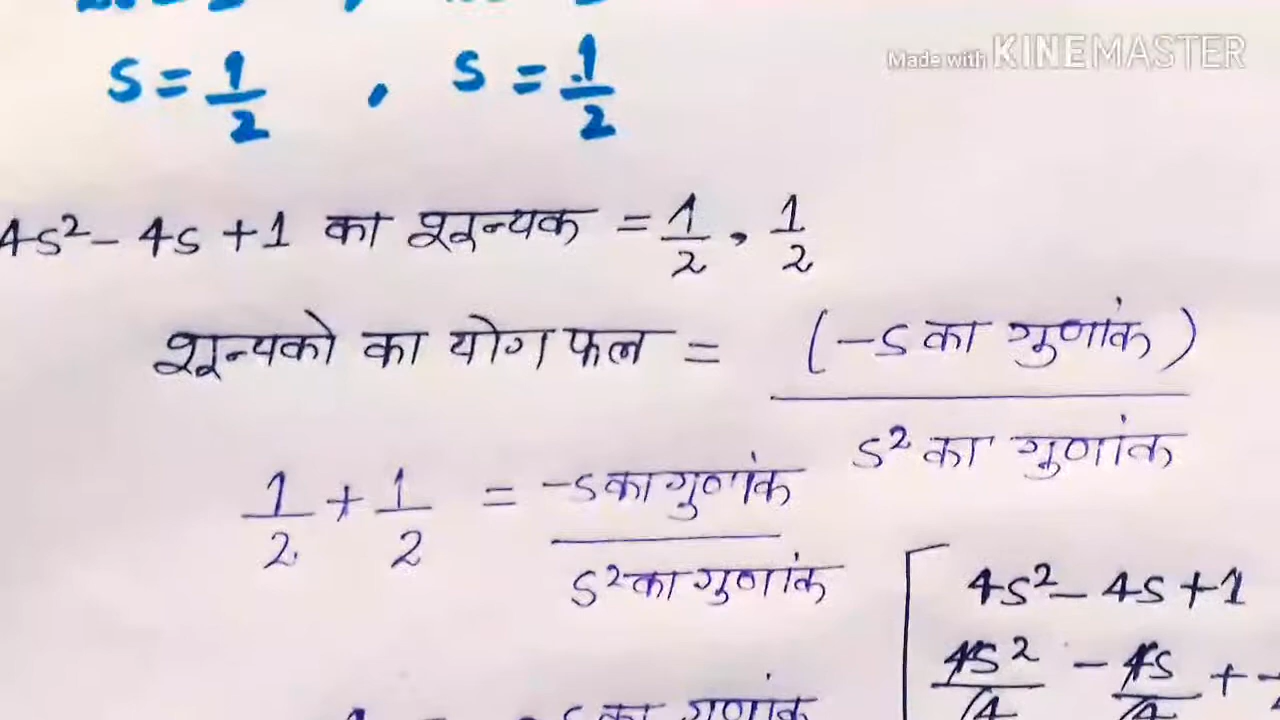 Made with KINEMASTER
S = 1/2 , S = 1/2
4s² - 4s + 1 का शून्यक = 1/2 , 1/2
शून्यको का योगफल = (-s का गुणांक) / s² का गुणांक
1/2 + 1/2 = -s का गुणांक / s² का गुणांक
4s² - 4s + 1
4s²/4 - 4s/4 +
-s का गुणांक